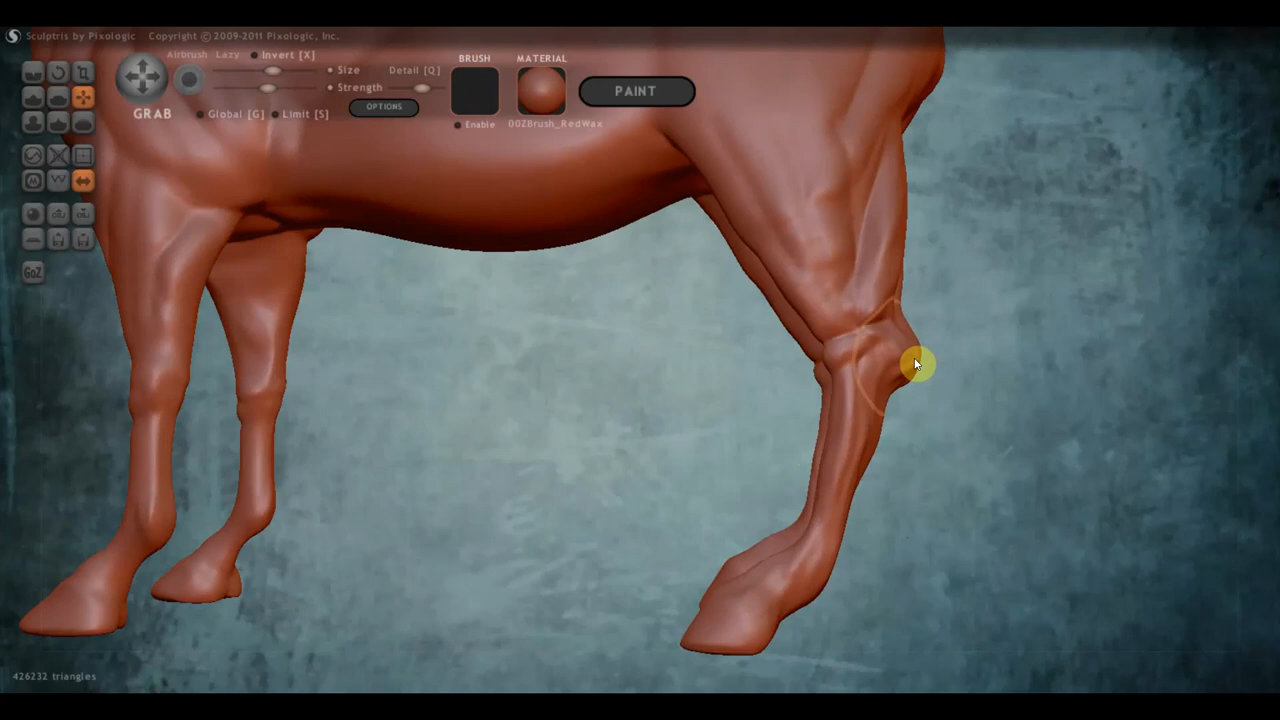 Sculptris by Pixologic Copyright © 2009-2011 Pixologic, Inc.
Airbrush Lazy Invert [X]
Size Detail [Q]
Strength
OPTIONS
GRAB Global [G] Limit [S]
BRUSH
Enable
MATERIAL
00ZBrush_RedWax
PAINT
GoZ
426232 triangles